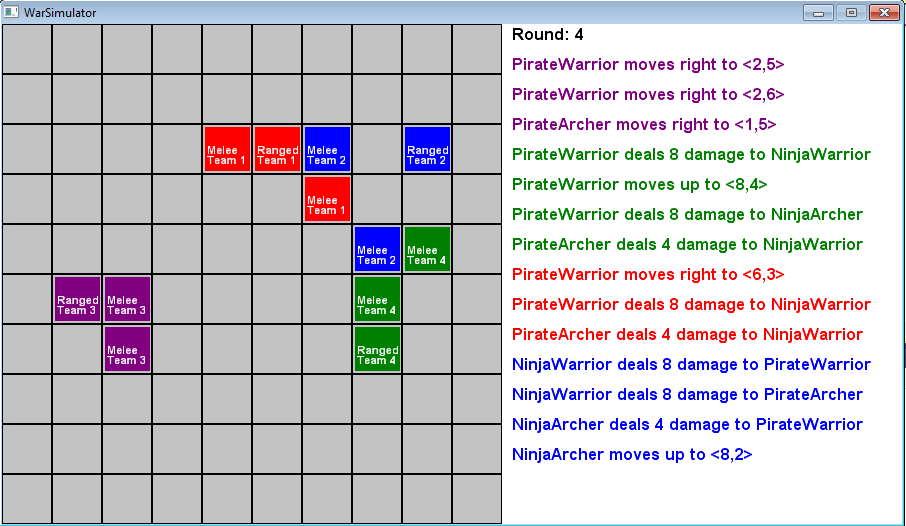 WarSimulator
Round: 4
PirateWarrior moves right to <2,5>
PirateWarrior moves right to <2,6>
PirateArcher moves right to <1,5>
PirateWarrior deals 8 damage to NinjaWarrior
PirateWarrior moves up to <8,4>
PirateWarrior deals 8 damage to NinjaArcher
PirateArcher deals 4 damage to NinjaWarrior
PirateWarrior moves right to <6,3>
PirateWarrior deals 8 damage to NinjaWarrior
PirateArcher deals 4 damage to NinjaWarrior
NinjaWarrior deals 8 damage to PirateWarrior
NinjaWarrior deals 8 damage to PirateArcher
NinjaArcher deals 4 damage to PirateWarrior
NinjaArcher moves up to <8,2>
Melee
Team 1
Ranged
Team 1
Melee
Team 2
Ranged
Team 2
Melee
Team 1
Melee
Team 2
Melee
Team 4
Ranged
Team 3
Melee
Team 3
Melee
Team 4
Melee
Team 3
Ranged
Team 4